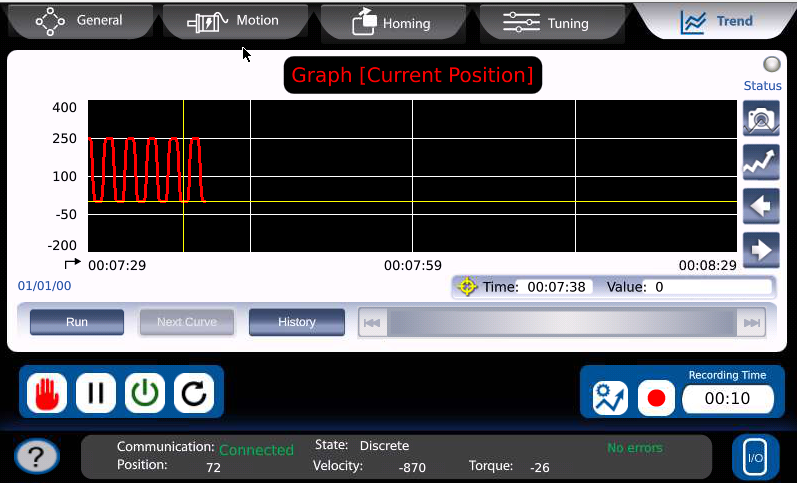 General
Motion
Homing
Tuning
Trend
Graph [Current Position]
Status
400
250
100
-50
-200
00:07:29
00:07:59
00:08:29
01/01/00
Time: 00:07:38 Value: 0
Run
Next Curve
History
Recording Time
00:10
Communication: Connected State: Discrete No errors
Position: 72 Velocity: -870 Torque: -26
?
I/O